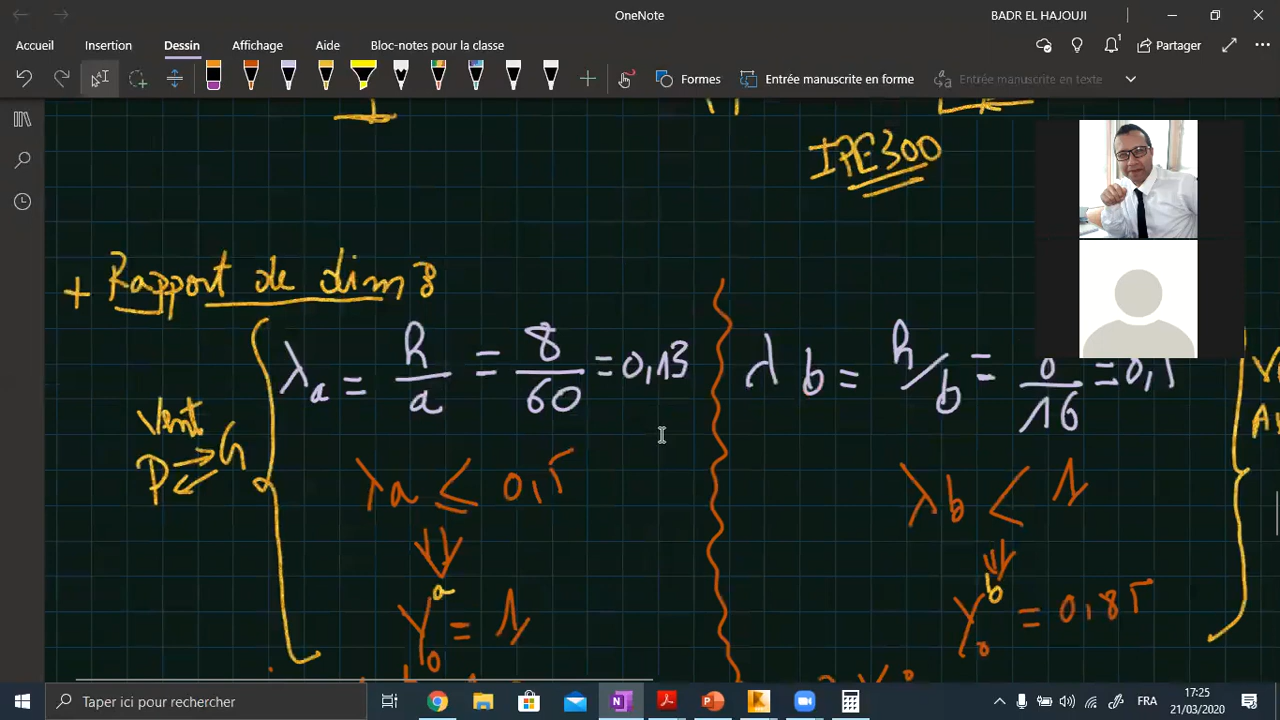 OneNote
BADR EL HAJOUJI
Accueil Insertion Dessin Affichage Aide Bloc-notes pour la classe
Partager
Formes Entrée manuscrite en forme Entrée manuscrite en texte
IPE300
+ Rapport de dim :
λa = h/a = 8/60 = 0,13
λb = h/b = 8/16 = 0,5
Vent
P G
λa ≤ 0,5
λb < 1
⇓ ⇓
γ0^a = 1
γ0^b = 0,85
Taper ici pour rechercher
FRA
17:25
21/03/2020